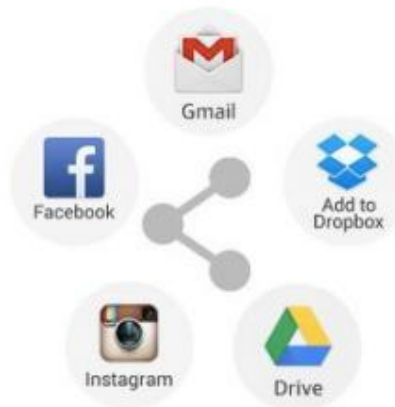 Gmail
Facebook
Add to
Dropbox
Instagram
Drive